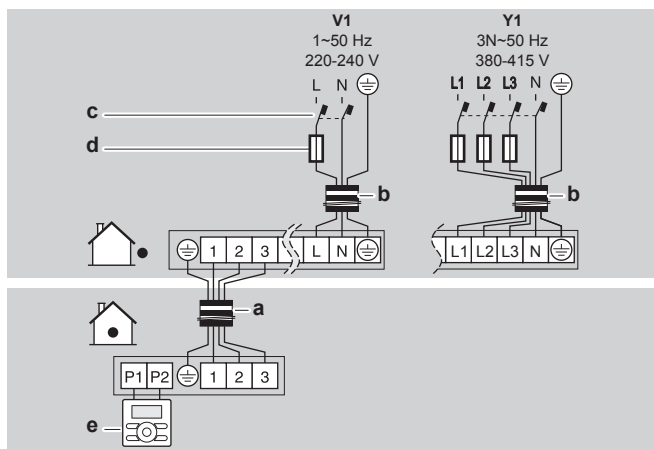 V1 Y1
1~50 Hz 3N~50 Hz
220-240 V 380-415 V
L N L1 L2 L3 N
c
d
b b
1 2 3 L N L1 L2 L3 N
a
P1 P2 1 2 3
e